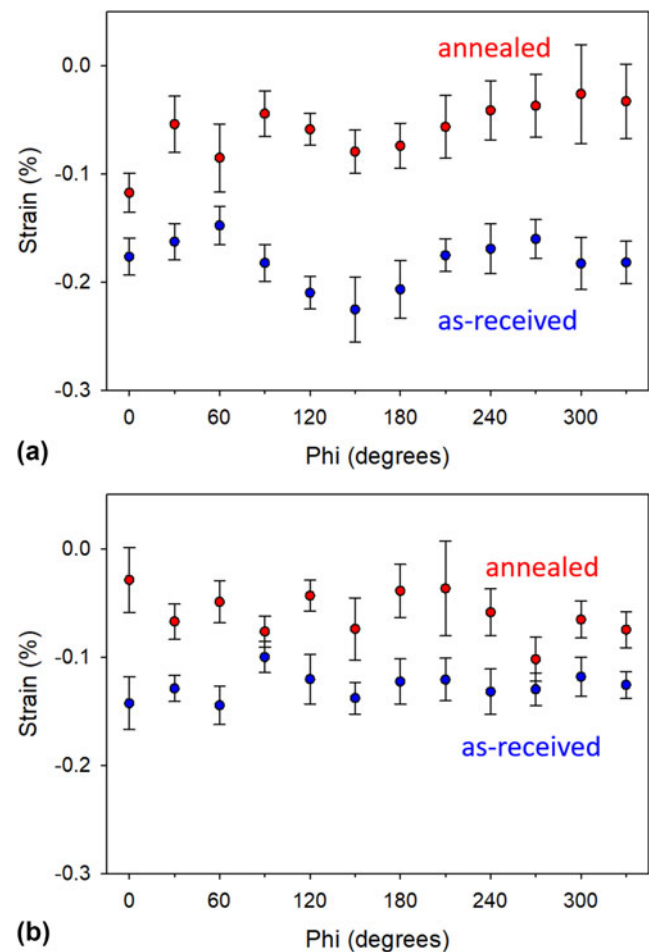 annealed
0.0
-0.1
-0.2
-0.3
Strain (%)
as-received
0 60 120 180 240 300
Phi (degrees)
(a)
annealed
0.0
-0.1
-0.2
-0.3
Strain (%)
as-received
0 60 120 180 240 300
Phi (degrees)
(b)